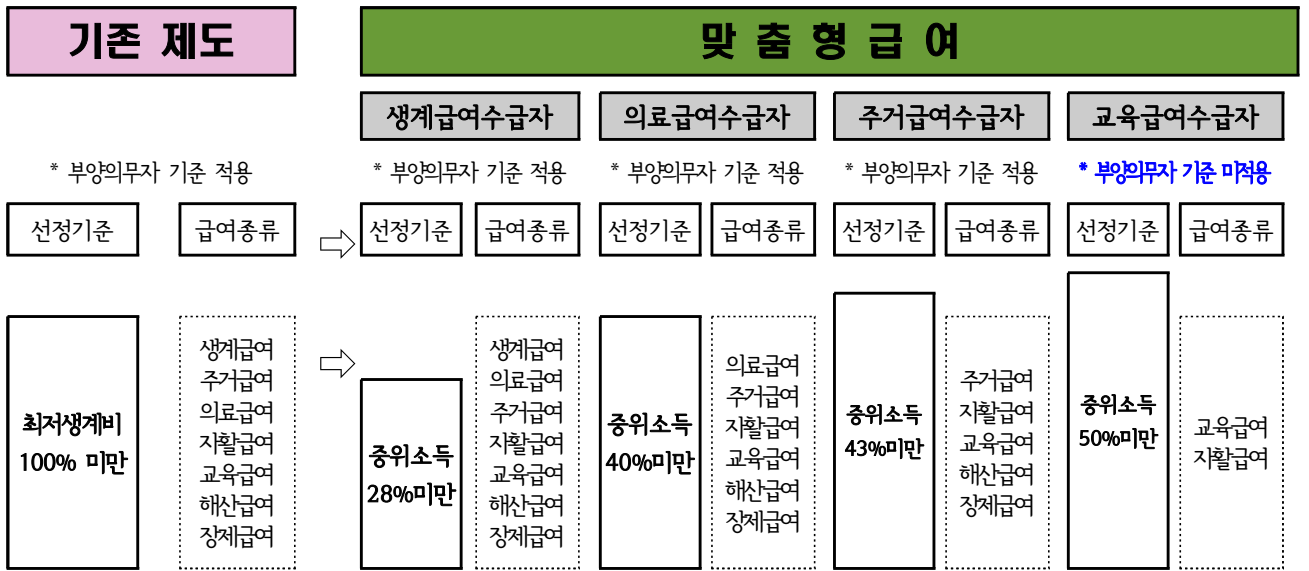 기존 제도
맞 춤 형 급 여
생계급여수급자
의료급여수급자
주거급여수급자
교육급여수급자
* 부양의무자 기준 적용
* 부양의무자 기준 적용
* 부양의무자 기준 적용
* 부양의무자 기준 적용
* 부양의무자 기준 미적용
선정기준
급여종류
선정기준
급여종류
선정기준
급여종류
선정기준
급여종류
선정기준
급여종류
최저생계비
100% 미만
생계급여
주거급여
의료급여
자활급여
교육급여
해산급여
장제급여
중위소득
28%미만
생계급여
의료급여
주거급여
자활급여
교육급여
해산급여
장제급여
중위소득
40%미만
의료급여
주거급여
자활급여
교육급여
해산급여
장제급여
중위소득
43%미만
주거급여
자활급여
교육급여
해산급여
장제급여
중위소득
50%미만
교육급여
자활급여